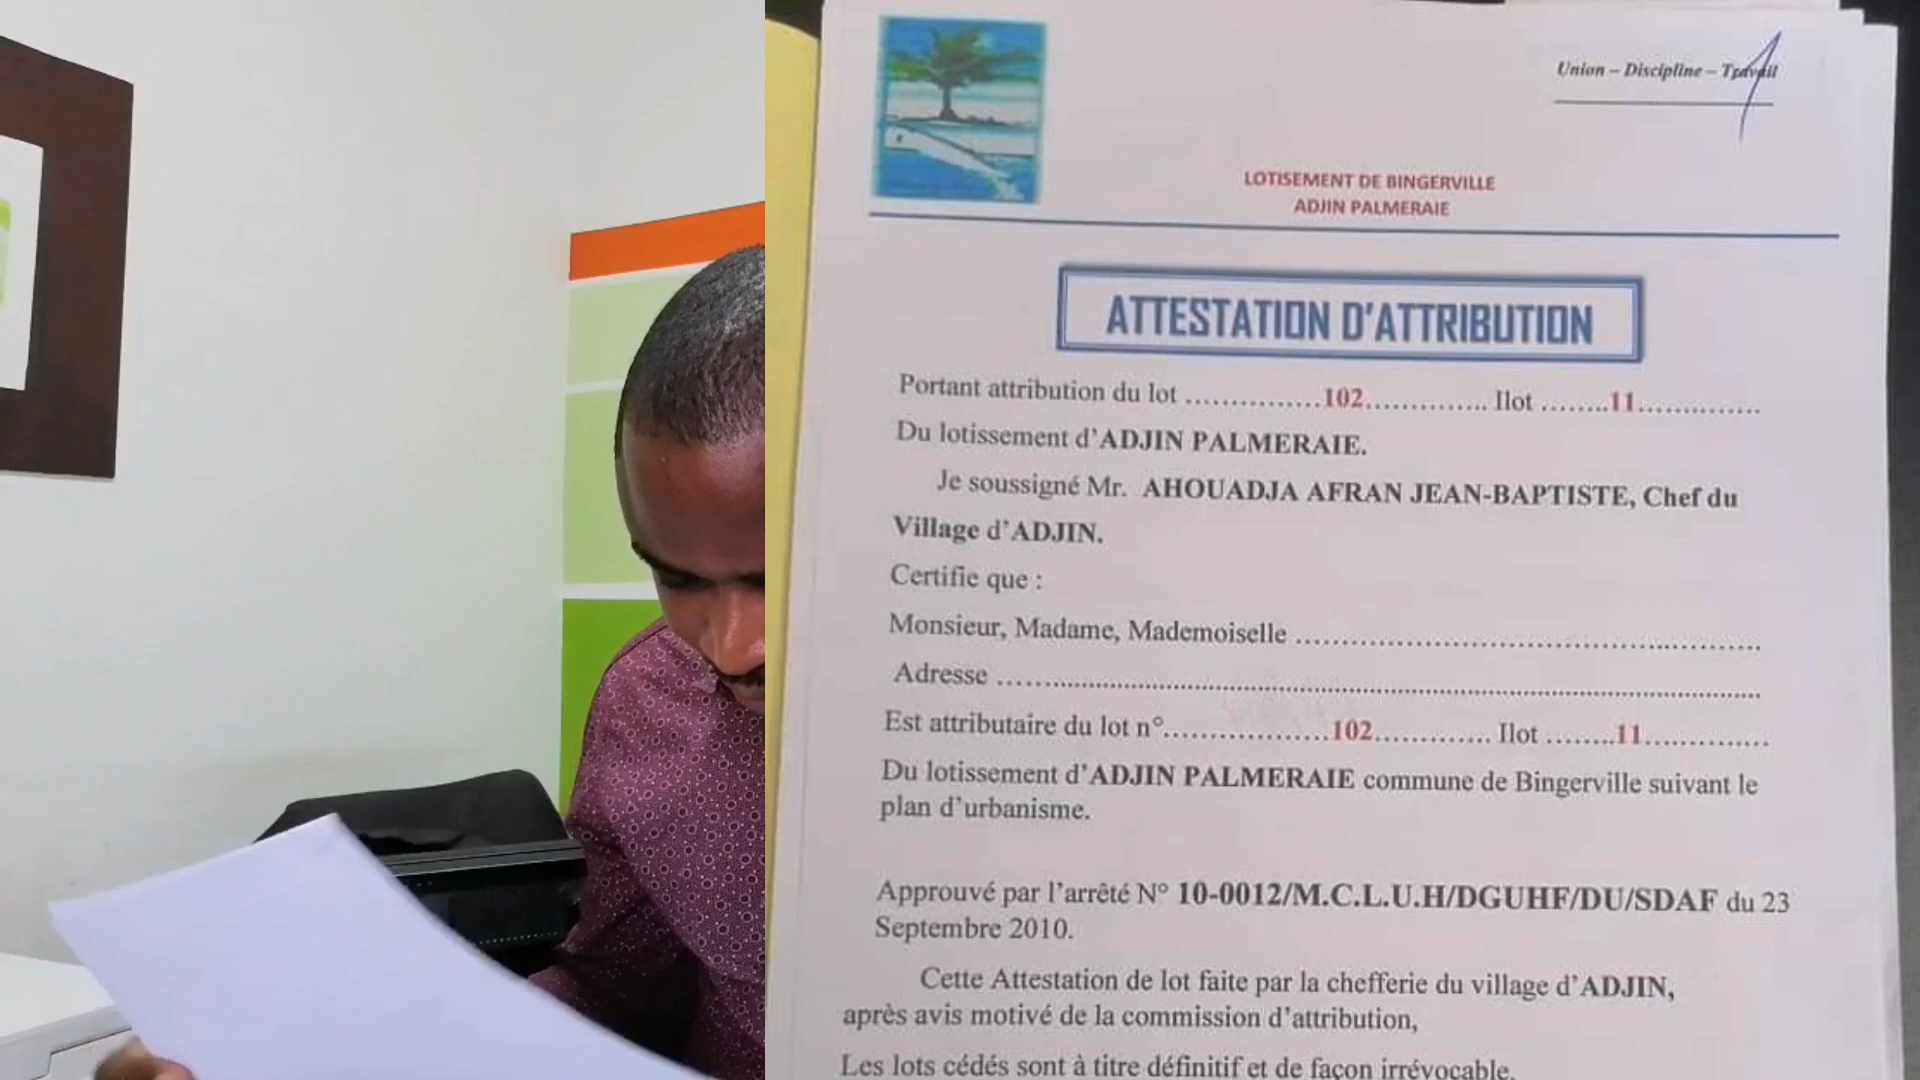 Union – Discipline – Travail
LOTISEMENT DE BINGERVILLE
ADJIN PALMERAIE
ATTESTATION D'ATTRIBUTION
Portant attribution du lot ...............102............. Ilot ........11..............
Du lotissement d'ADJIN PALMERAIE.
Je soussigné Mr. AHOUADJA AFRAN JEAN-BAPTISTE, Chef du
Village d'ADJIN.
Certifie que :
Monsieur, Madame, Mademoiselle ....................................................
Adresse ....................................................................................
Est attributaire du lot n°..................102............. Ilot ........11..............
Du lotissement d'ADJIN PALMERAIE commune de Bingerville suivant le
plan d'urbanisme.
Approuvé par l'arrêté N° 10-0012/M.C.L.U.H/DGUHF/DU/SDAF du 23
Septembre 2010.
Cette Attestation de lot faite par la chefferie du village d'ADJIN,
après avis motivé de la commission d'attribution,
Les lots cédés sont à titre définitif et de façon irrévocable.